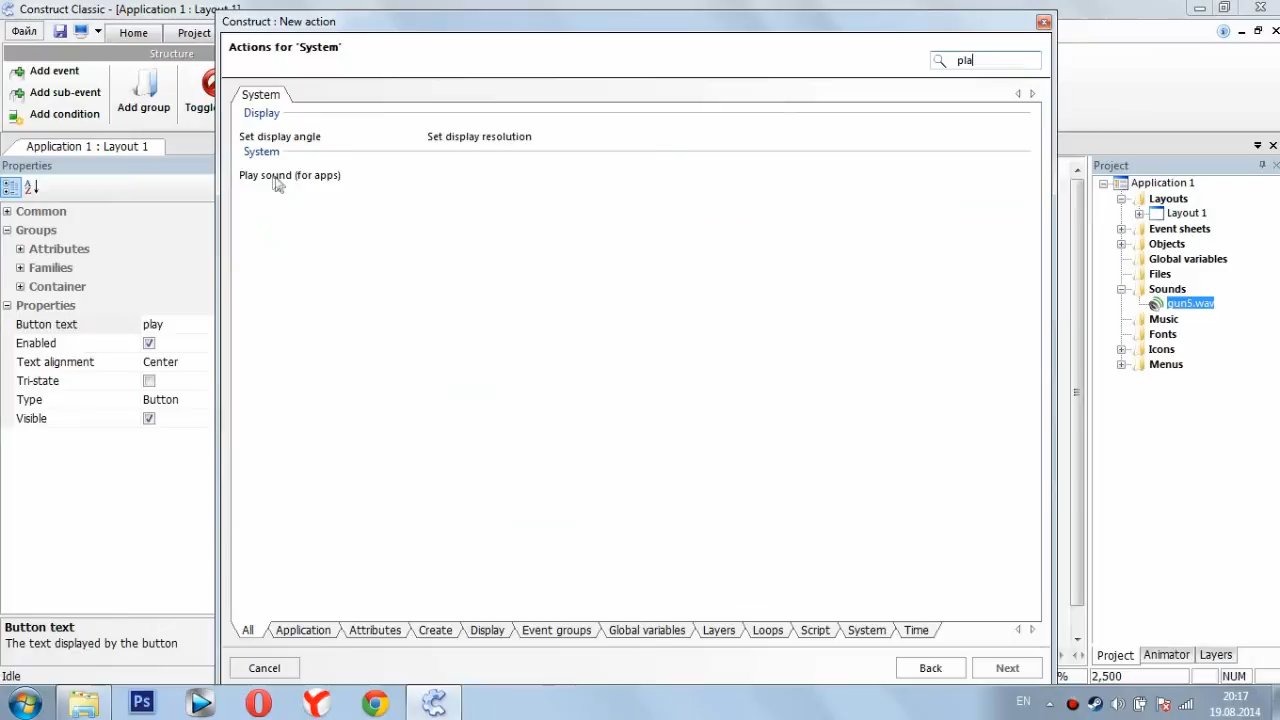 Construct Classic - [Application 1 : Layout 1]
Файл
Home
Project
Structure
Add event
Add sub-event
Add condition
Add group
Toggl
Application 1 : Layout 1
Properties
Common
Groups
Attributes
Families
Container
Properties
Button text play
Enabled
Text alignment Center
Tri-state
Type Button
Visible
Button text
The text displayed by the button
Idle
Construct : New action
Actions for 'System'
pla
System
Display
Set display angle Set display resolution
System
Play sound (for apps)
All Application Attributes Create Display Event groups Global variables Layers Loops Script System Time
Cancel Back Next
Project
Application 1
Layouts
Layout 1
Event sheets
Objects
Global variables
Files
Sounds
gun5.wav
Music
Fonts
Icons
Menus
Project Animator Layers
% 2,500 NUM
Ps
EN
20:17
19.08.2014